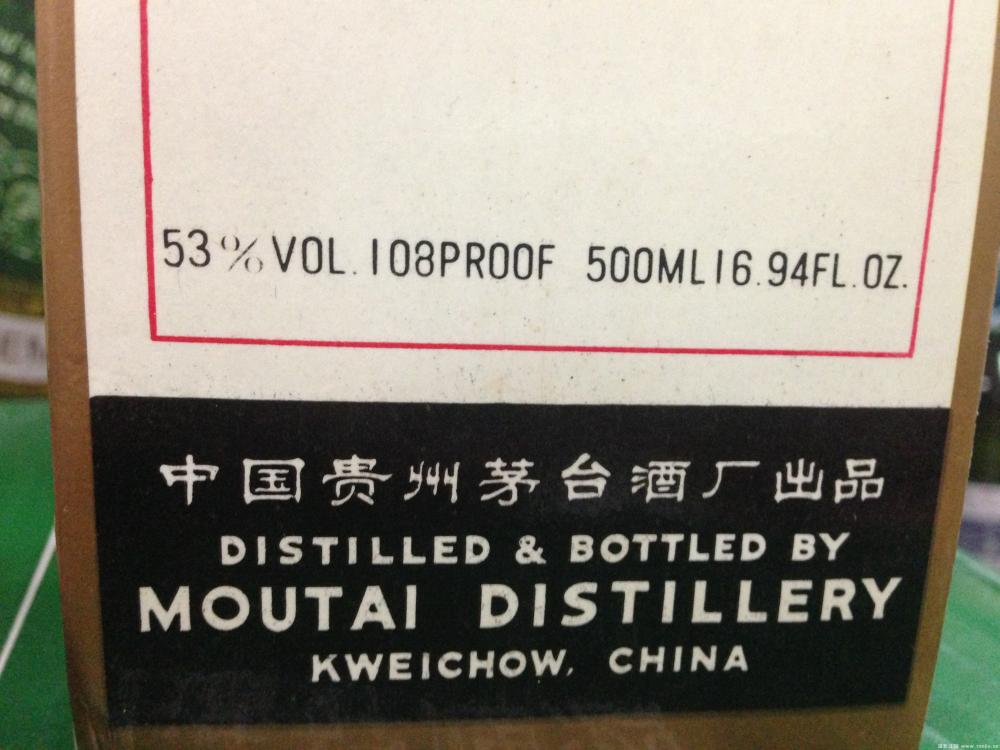 53%VOL.108PROOF 500ML16.94FL.OZ.
中国贵州茅台酒厂出品
DISTILLED & BOTTLED BY
MOUTAI DISTILLERY
KWEICHOW, CHINA